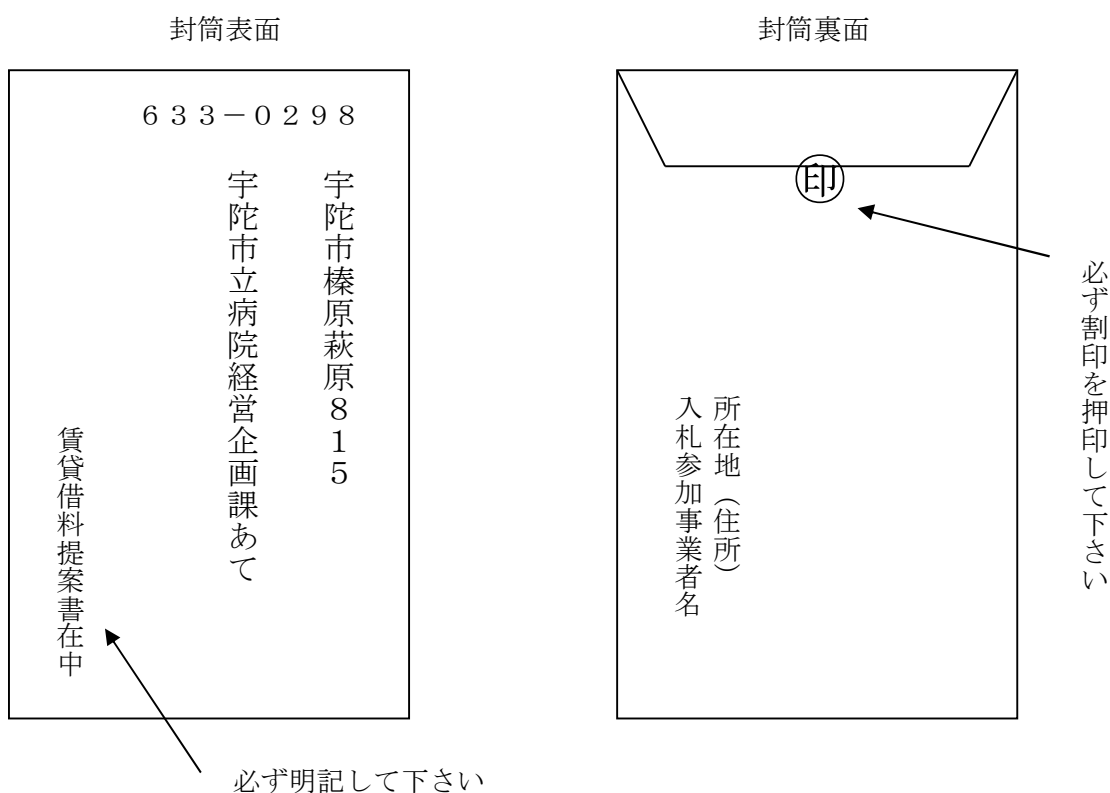 封筒表面
６３３－０２９８
宇陀市榛原萩原８１５
宇陀市立病院経営企画課あて
賃貸借料提案書在中
必ず明記して下さい
封筒裏面
印
必ず割印を押印して下さい
所在地（住所）
入札参加事業者名